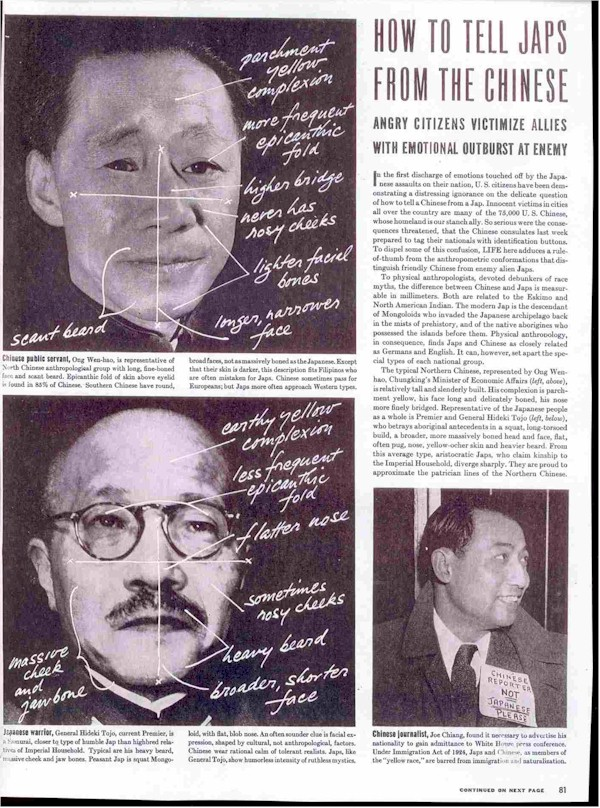 parchment
yellow
complexion
more frequent
epicanthic
fold
higher bridge
never has
rosy cheeks
lighter facial
bones
longer, narrower
face
scant beard
Chinese public servant, Ong Wen-hao, is representative of
North Chinese anthropological group with long, fine-boned
face and scant beard. Epicanthic fold of skin above eyelid
is found in 85% of Chinese. Southern Chinese have round,
broad faces, not as massively boned as the Japanese. Except
that their skin is darker, this description fits Filipinos who
are often mistaken for Japs. Chinese sometimes pass for
Europeans; but Japs more often approach Western types.
earthy yellow
complexion
less frequent
epicanthic
fold
flatter nose
sometimes
rosy cheeks
heavy beard
broader, shorter
face
massive
cheek
and
jawbone
Japanese warrior, General Hideki Tojo, current Premier, is
a Samurai, closer to type of humble Jap than highbred rela-
tives of Imperial Household. Typical are his heavy beard,
massive cheek and jaw bones. Peasant Jap is squat Mongo-
loid, with flat, blob nose. An often sounder clue is facial ex-
pression, shaped by cultural, not anthropological, factors.
Chinese wear rational calm of tolerant realists. Japs, like
General Tojo, show humorless intensity of ruthless mystics.
HOW TO TELL JAPS
FROM THE CHINESE
ANGRY CITIZENS VICTIMIZE ALLIES
WITH EMOTIONAL OUTBURST AT ENEMY
In the first discharge of emotions touched off by the Japa-
nese assaults on their nation, U. S. citizens have been dem-
onstrating a distressing ignorance on the delicate question
of how to tell a Chinese from a Jap. Innocent victims in cities
all over the country are many of the 75,000 U. S. Chinese,
whose homeland is our stanch ally. So serious were the conse-
quences threatened, that the Chinese consulates last week
prepared to tag their nationals with identification buttons.
To dispel some of this confusion, LIFE here adduces a rule-
of-thumb from the anthropometric conformations that dis-
tinguish friendly Chinese from enemy alien Japs.
To physical anthropologists, devoted debunkers of race
myths, the difference between Chinese and Japs is measur-
able in millimeters. Both are related to the Eskimo and
North American Indian. The modern Jap is the descendant
of Mongoloids who invaded the Japanese archipelago back
in the mists of prehistory, and of the native aborigines who
possessed the islands before them. Physical anthropology,
in consequence, finds Japs and Chinese as closely related
as Germans and English. It can, however, set apart the spe-
cial types of each national group.
The typical Northern Chinese, represented by Ong Wen-
hao, Chungking's Minister of Economic Affairs (left, above),
is relatively tall and slenderly built. His complexion is parch-
ment yellow, his face long and delicately boned, his nose
more finely bridged. Representative of the Japanese people
as a whole is Premier and General Hideki Tojo (left, below),
who betrays aboriginal antecedents in a squat, long-torsoed
build, a broader, more massively boned head and face, flat,
often pug, nose, yellow-ocher skin and heavier beard. From
this average type, aristocratic Japs, who claim kinship to
the Imperial Household, diverge sharply. They are proud to
approximate the patrician lines of the Northern Chinese.
CHINESE
REPORTER
NOT
JAPANESE
PLEASE
Chinese journalist, Joe Chiang, found it necessary to advertise his
nationality to gain admittance to White House press conference.
Under Immigration Act of 1924, Japs and Chinese, as members of
the "yellow race," are barred from immigration and naturalization.
CONTINUED ON NEXT PAGE 81